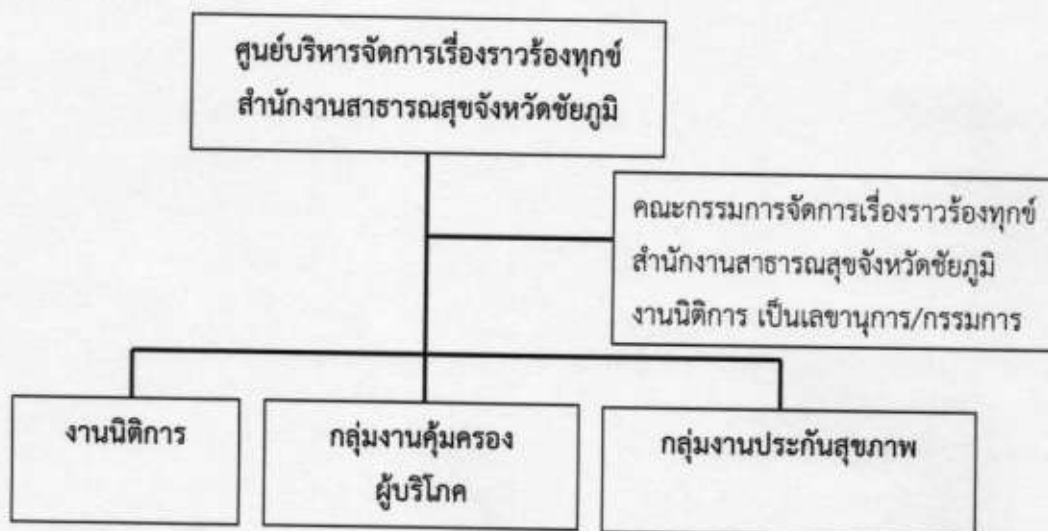 ศูนย์บริหารจัดการเรื่องราวร้องทุกข์
สำนักงานสาธารณสุขจังหวัดชัยภูมิ
คณะกรรมการจัดการเรื่องราวร้องทุกข์
สำนักงานสาธารณสุขจังหวัดชัยภูมิ
งานนิติการ เป็นเลขานุการ/กรรมการ
งานนิติการ
กลุ่มงานคุ้มครอง
ผู้บริโภค
กลุ่มงานประกันสุขภาพ